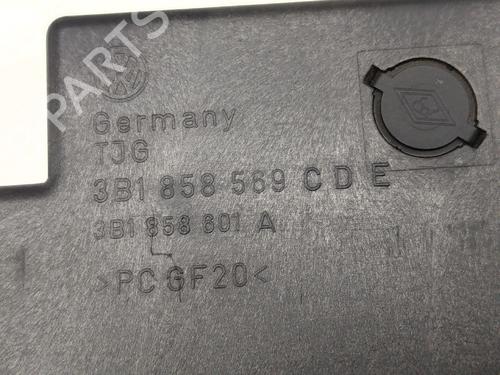 PARTS
Germany
TJG
3B1 858 569 C D E
3B1 858 601 A
>PC GF20<